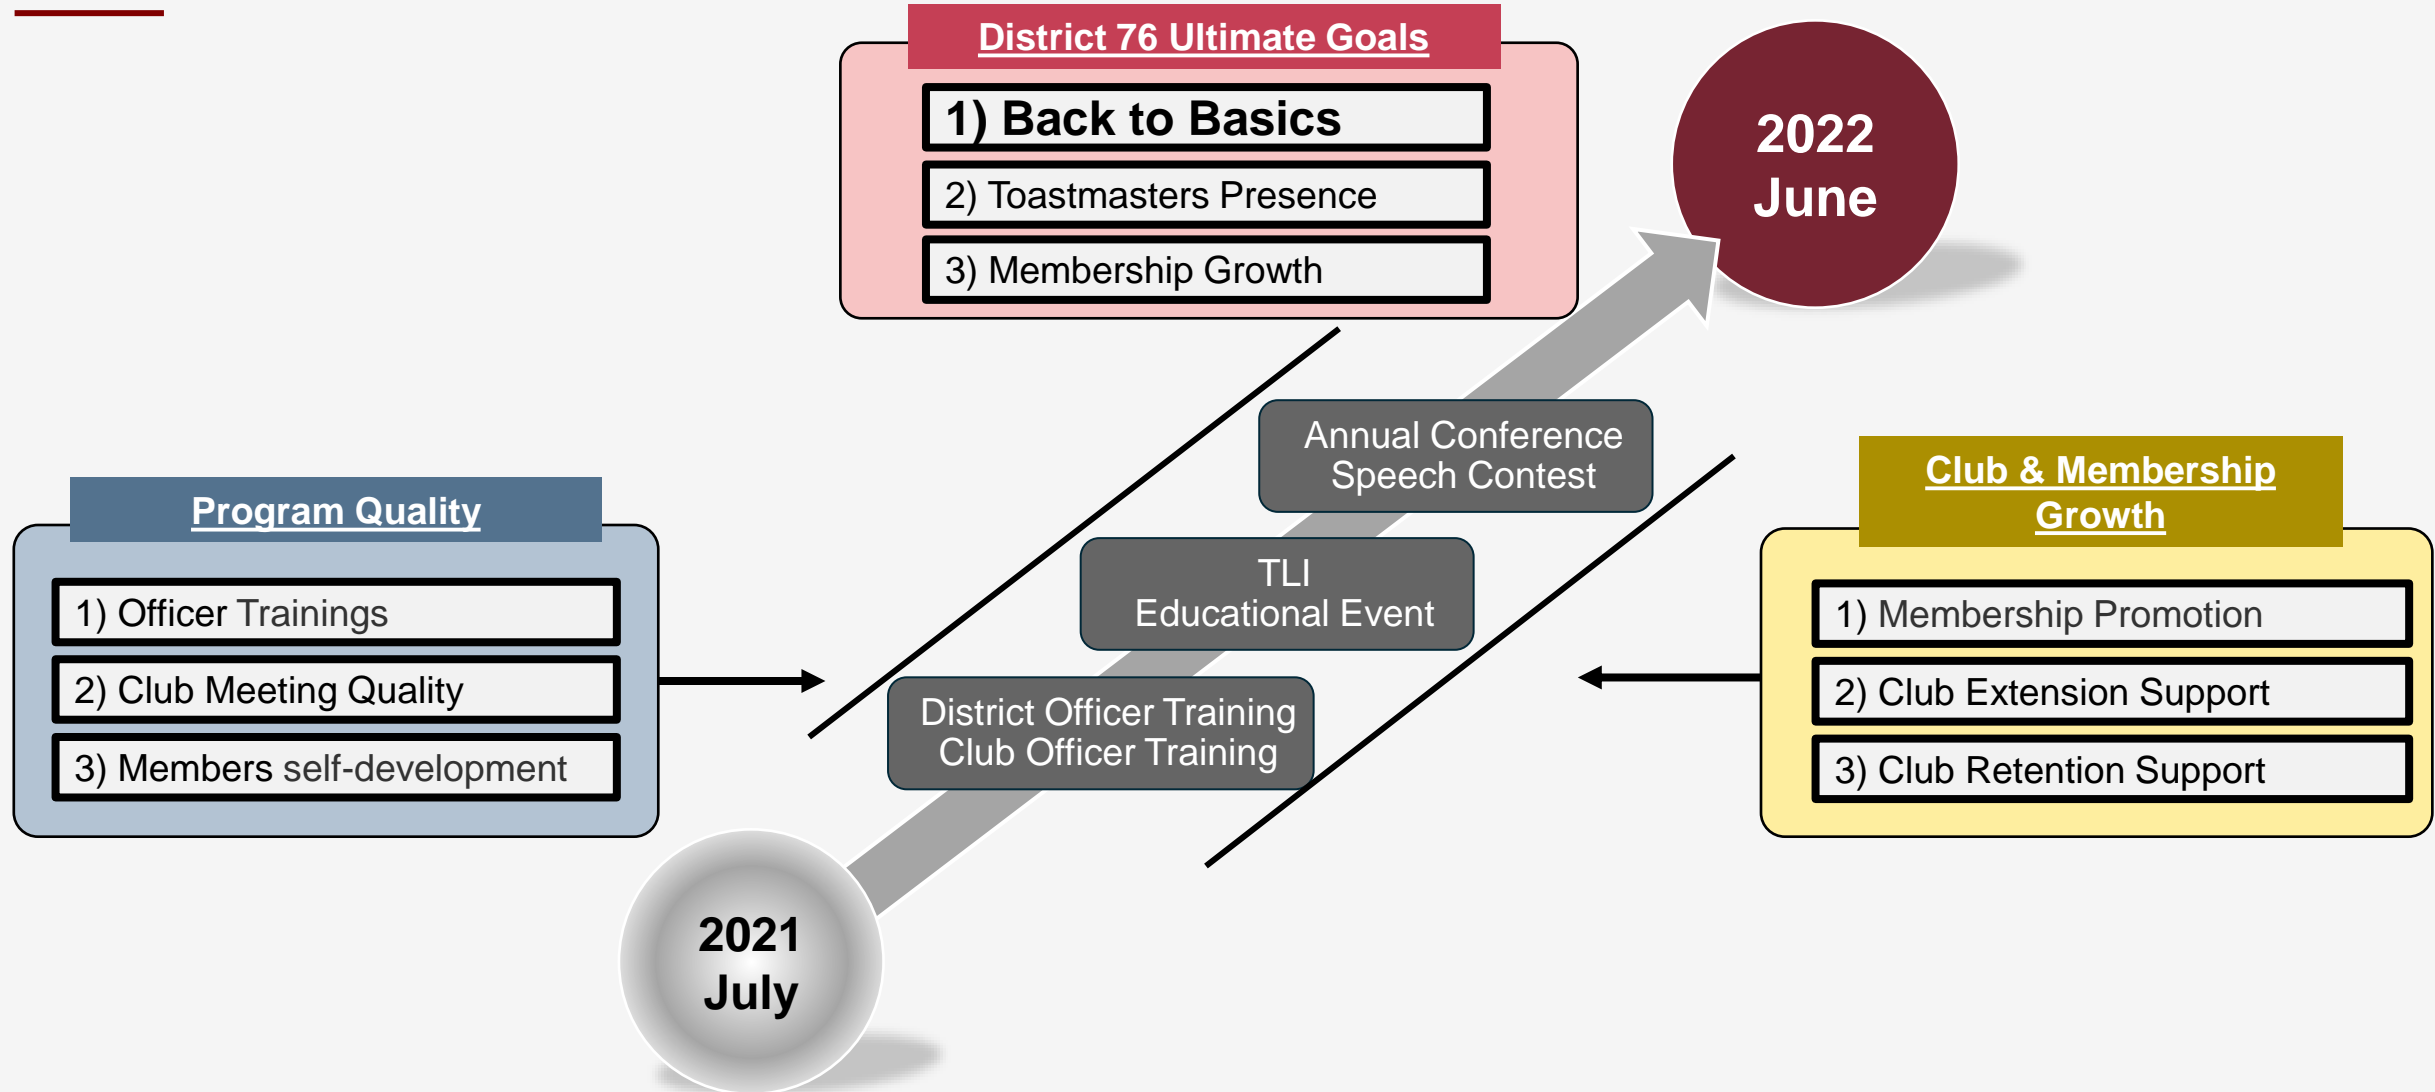 District 76 Ultimate Goals
1) Back to Basics
2) Toastmasters Presence
3) Membership Growth
2022
June
Annual Conference
Speech Contest
TLI
Educational Event
District Officer Training
Club Officer Training
Program Quality
1) Officer Trainings
2) Club Meeting Quality
3) Members self-development
Club & Membership
Growth
1) Membership Promotion
2) Club Extension Support
3) Club Retention Support
2021
July